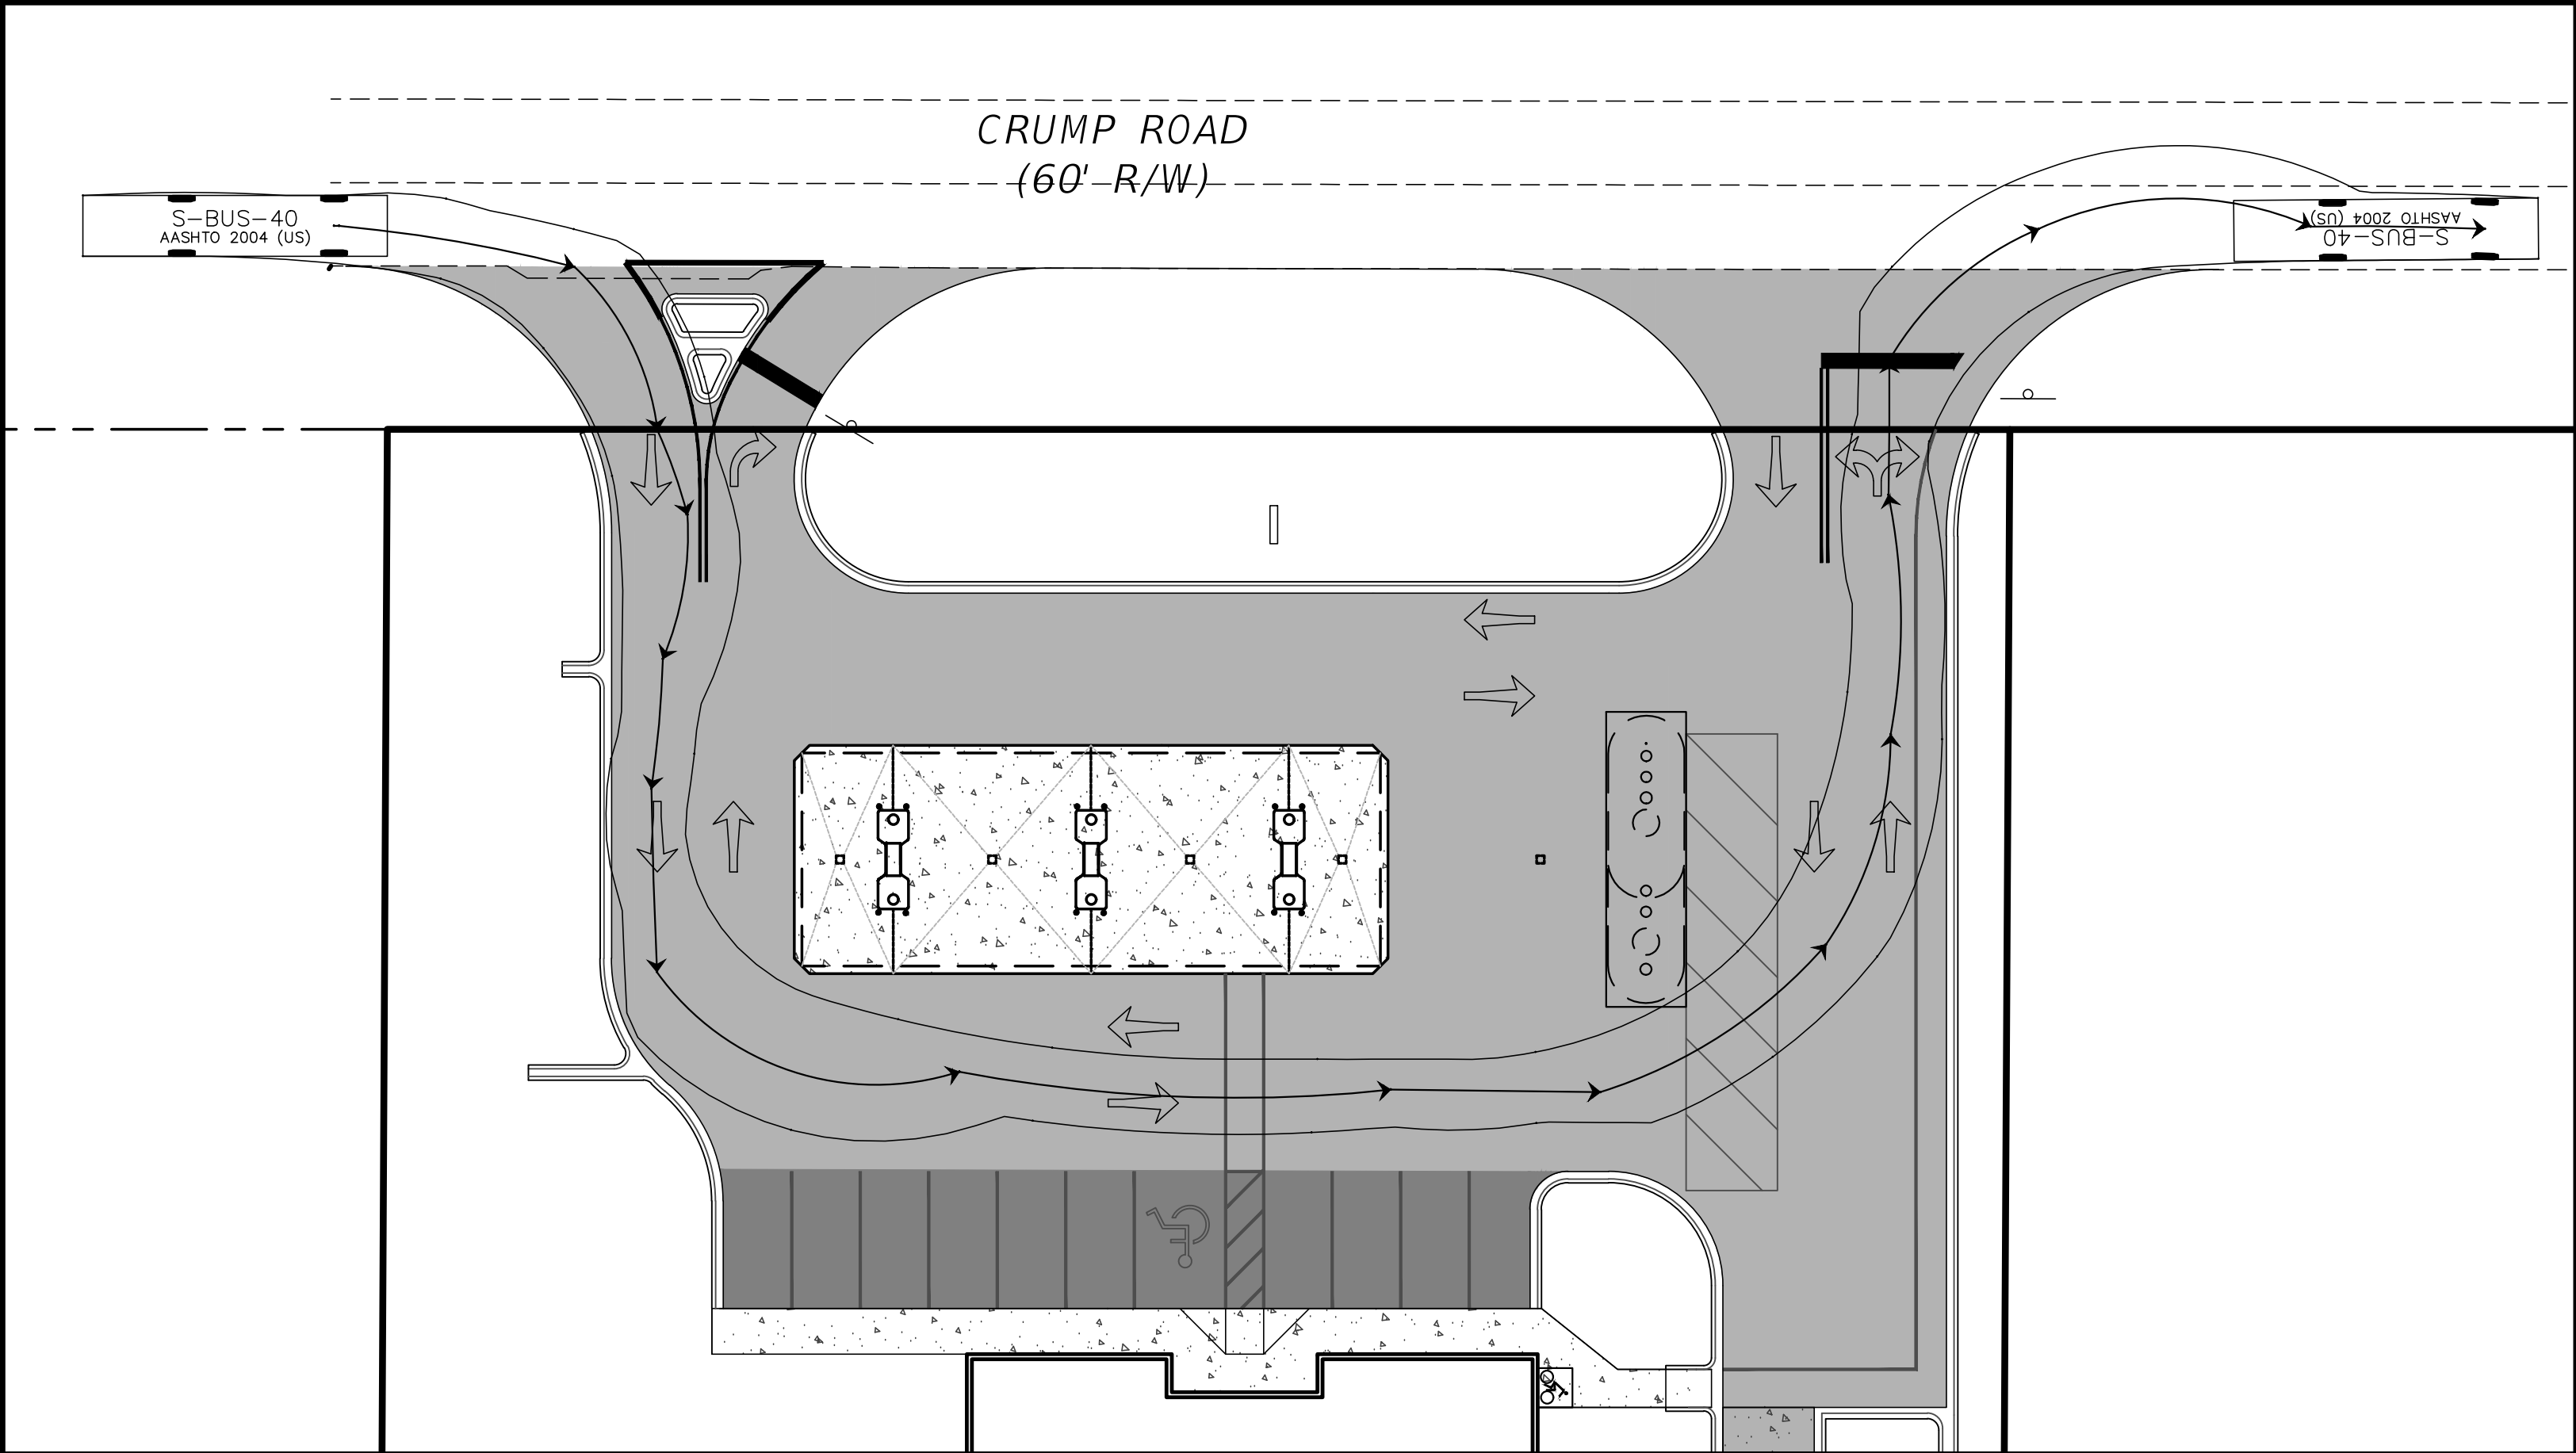 CRUMP ROAD
(60' R/W)
S-BUS-40
AASHTO 2004 (US)
S-BUS-40
AASHTO 2004 (US)